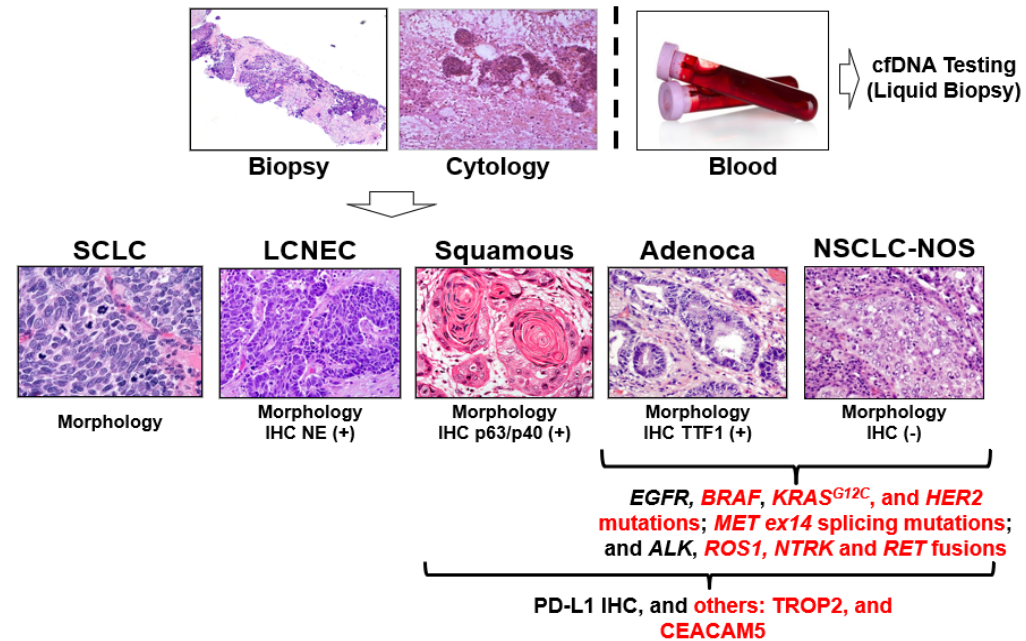 cfDNA Testing
(Liquid Biopsy)
Biopsy
Cytology
Blood
SCLC
LCNEC
Squamous
Adenoca
NSCLC-NOS
Morphology
Morphology
IHC NE (+)
Morphology
IHC p63/p40 (+)
Morphology
IHC TTF1 (+)
Morphology
IHC (-)
EGFR, BRAF, KRASG12C, and HER2
mutations; MET ex14 splicing mutations;
and ALK, ROS1, NTRK and RET fusions
PD-L1 IHC, and others: TROP2, and
CEACAM5